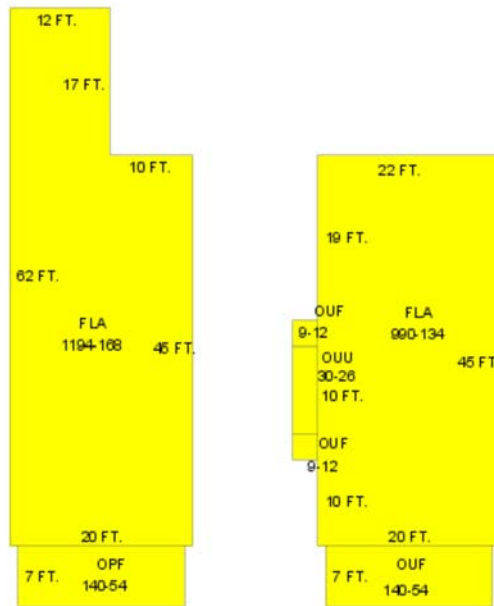 12 FT.
17 FT.
10 FT.
62 FT.
FLA
1194-168
45 FT.
20 FT.
7 FT.
OPF
140-54
22 FT.
19 FT.
OUF
9-12
FLA
990-134
OUU
30-26
10 FT.
45 FT.
OUF
9-12
10 FT.
20 FT.
7 FT.
OUF
140-54